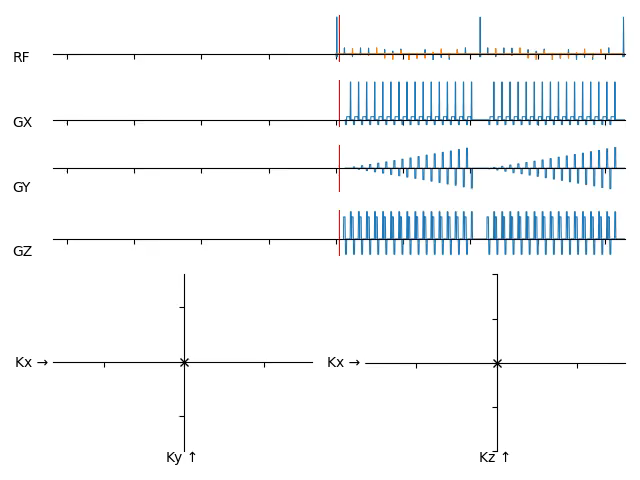 RF
GX
GY
GZ
Kx →
Ky ↑
Kx →
Kz ↑